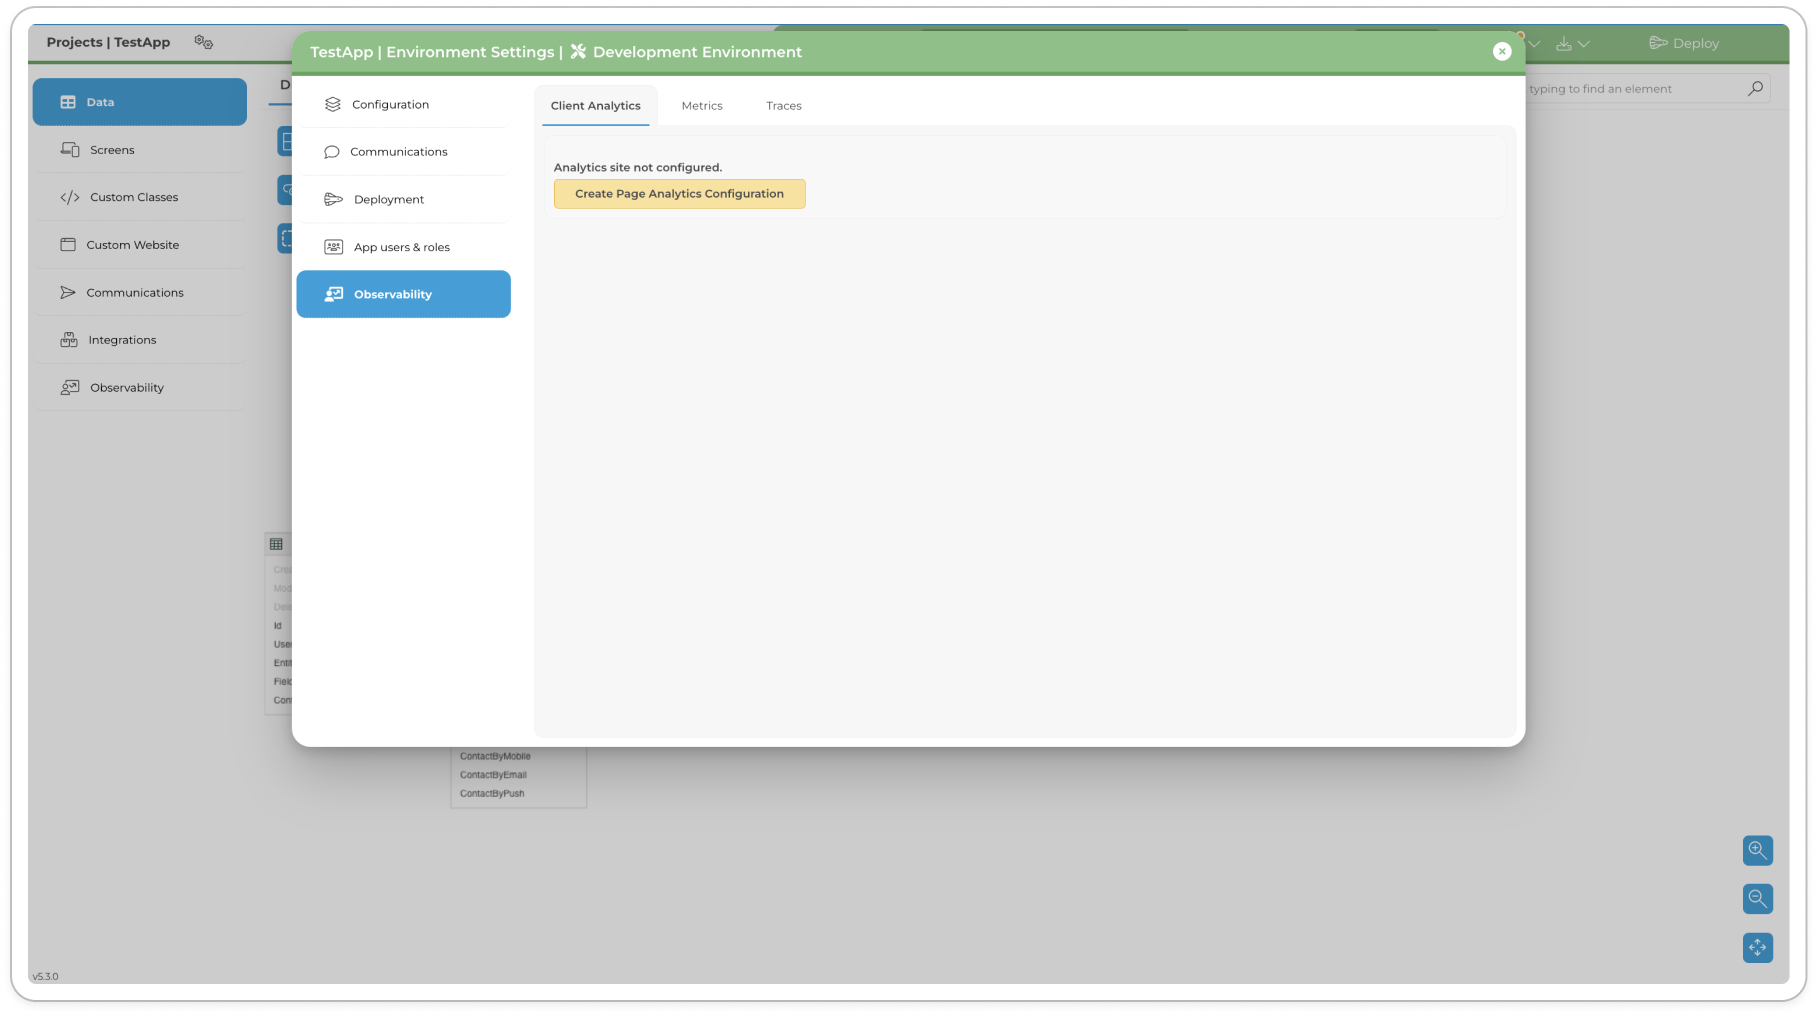 Projects | TestApp
Deploy
TestApp | Environment Settings | Development Environment
Data
Screens
Custom Classes
Custom Website
Communications
Integrations
Observability
D
typing to find an element
Configuration
Communications
Deployment
App users & roles
Observability
Client Analytics Metrics Traces
Analytics site not configured.
Create Page Analytics Configuration
Id
ContactByMobile
ContactByEmail
ContactByPush
v5.3.0